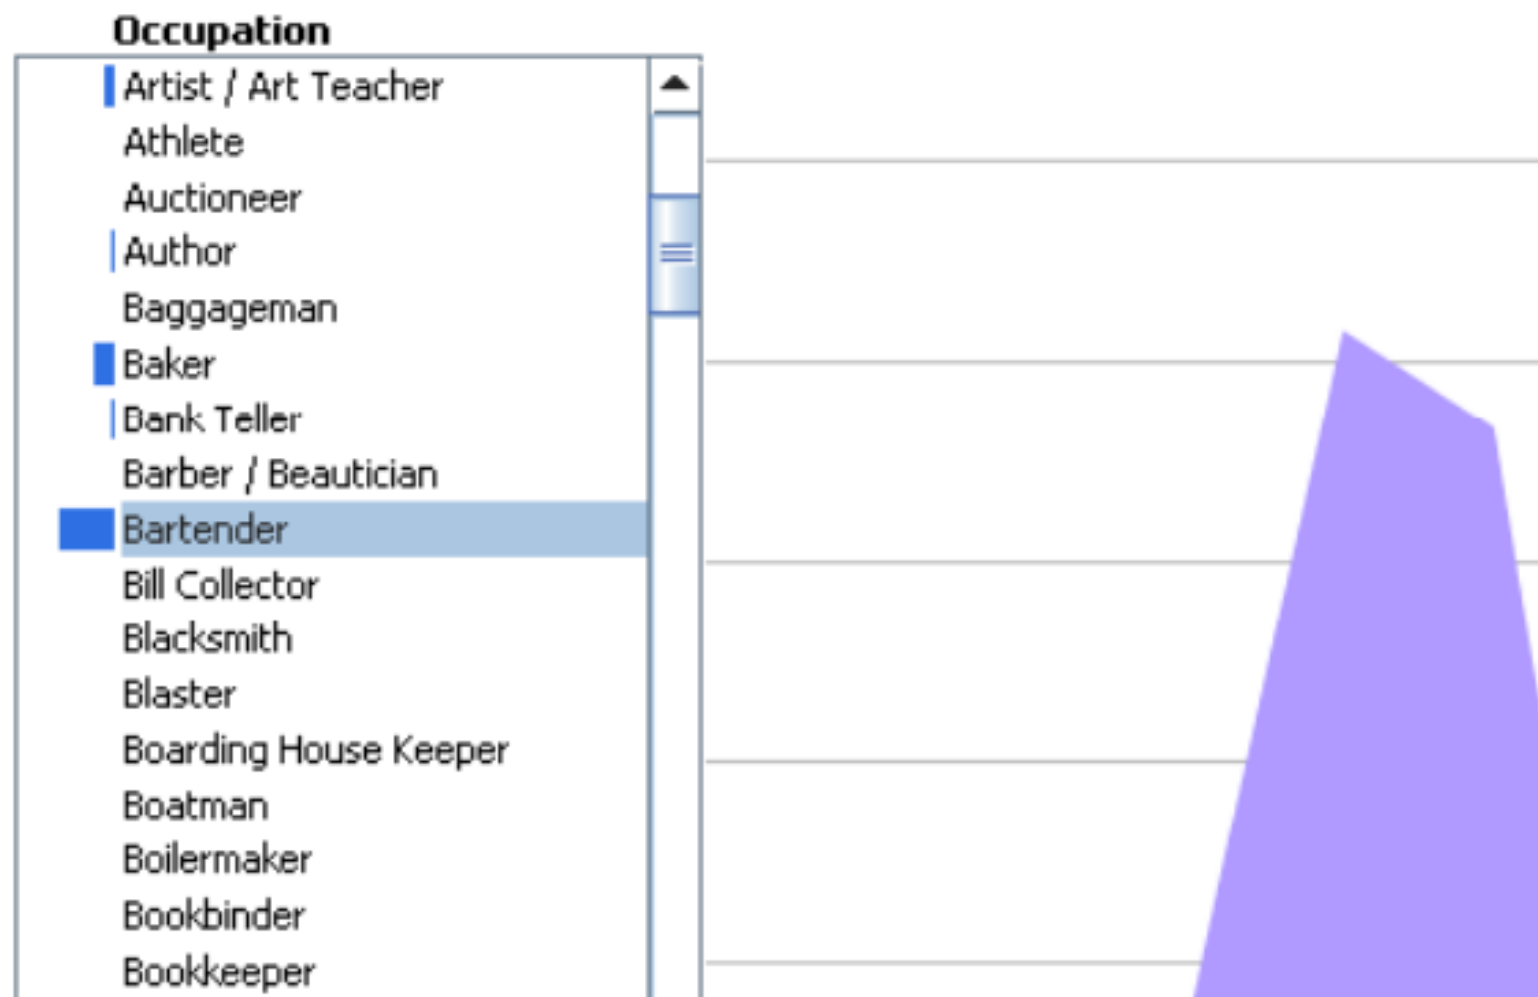 Occupation
Artist / Art Teacher
Athlete
Auctioneer
Author
Baggageman
Baker
Bank Teller
Barber / Beautician
Bartender
Bill Collector
Blacksmith
Blaster
Boarding House Keeper
Boatman
Boilermaker
Bookbinder
Bookkeeper